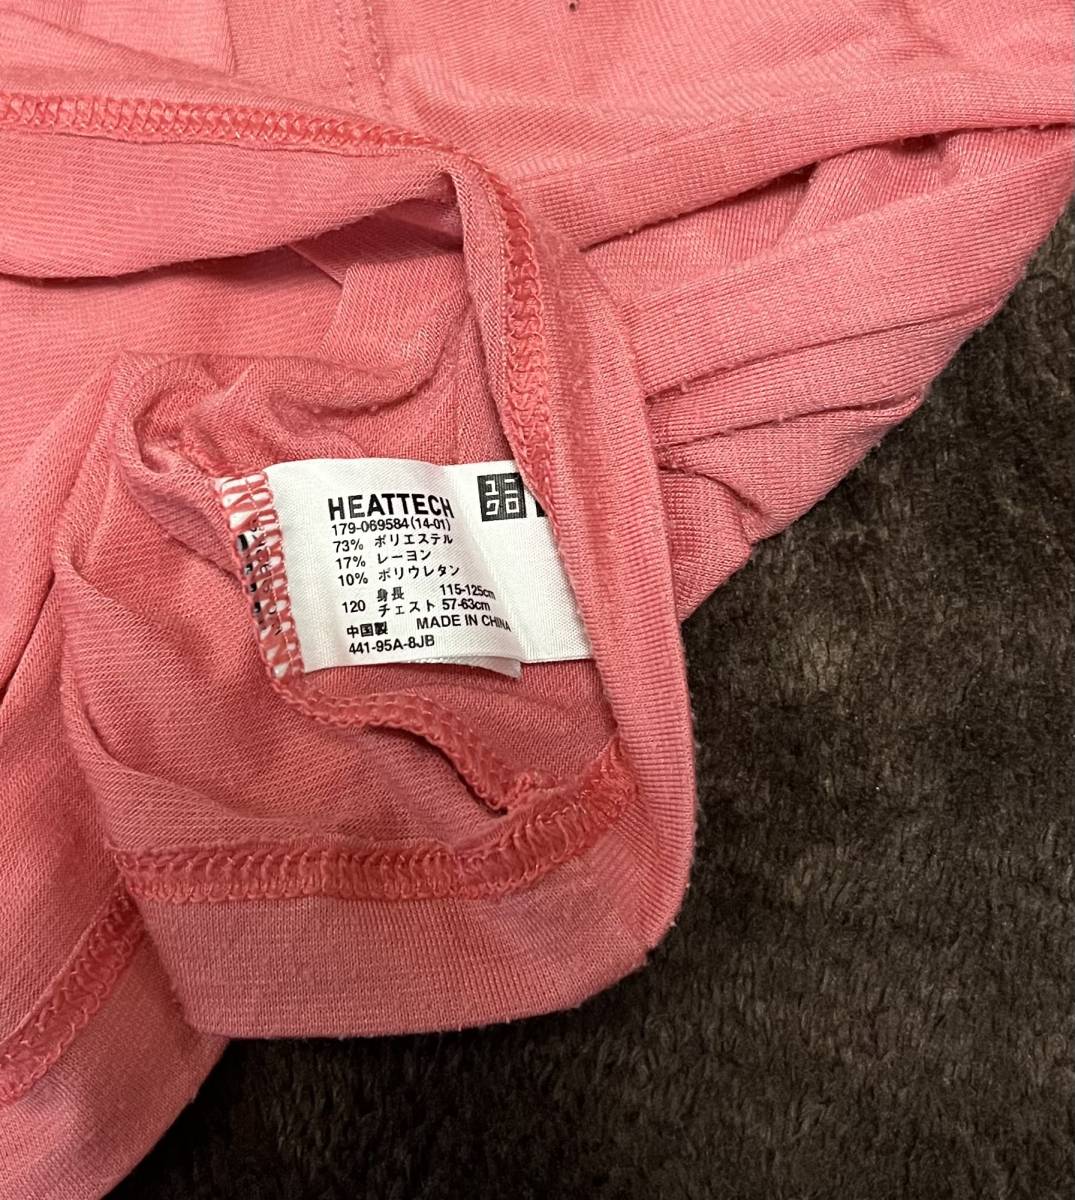 HEATTECH
179-069584(14-01)
73% ポリエステル
17% レーヨン
10% ポリウレタン
身長 115-125cm
120 チェスト 57-63cm
中国製 MADE IN CHINA
441-95A-8JB